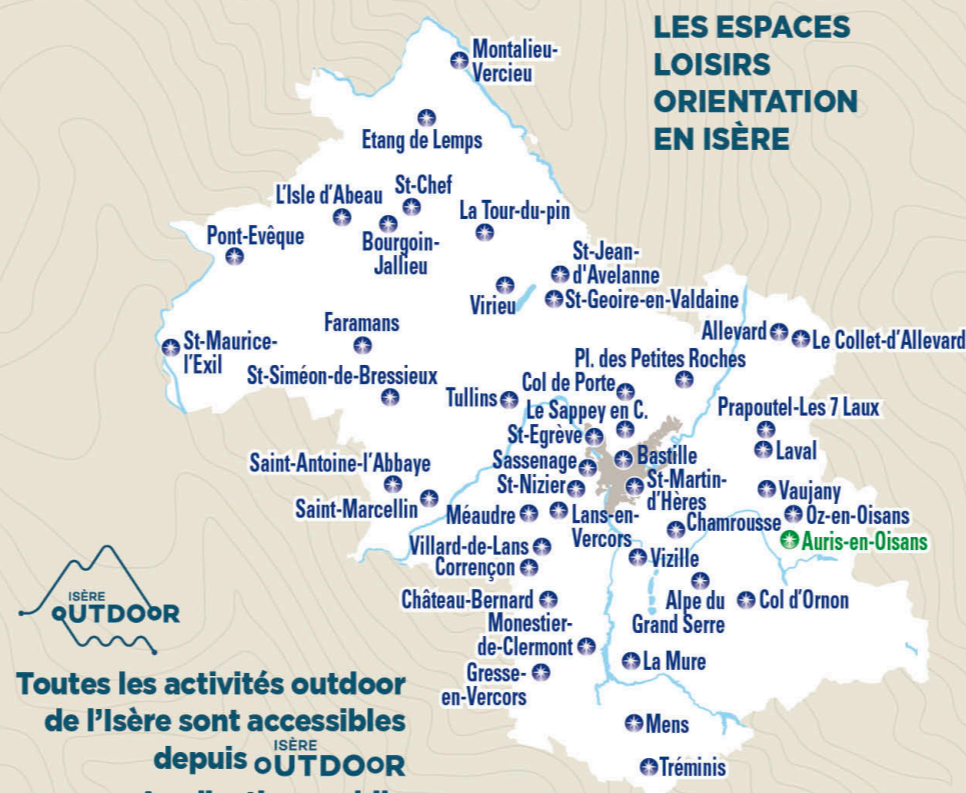 LES ESPACES
LOISIRS
ORIENTATION
EN ISÈRE
Montalieu-
Vercieu
Etang de Lemps
L'Isle d'Abeau
St-Chef
Bourgoin-
Jallieu
La Tour-du-pin
Pont-Evêque
St-Jean-
d'Avelanne
Virieu
St-Geoire-en-Valdaine
Faramans
St-Maurice-
l'Exil
Allevard
Le Collet-d'Allevard
Pl. des Petites Roches
St-Siméon-de-Bressieux
Tullins
Col de Porte
Le Sappey en C.
Prapoutel-Les 7 Laux
St-Egrève
Laval
Saint-Antoine-l'Abbaye
Sassenage
Bastille
St-Nizier
St-Martin-
d'Hères
Vaujany
Saint-Marcellin
Méaudre
Lans-en-
Vercors
Chamrousse
Oz-en-Oisans
Auris-en-Oisans
Villard-de-Lans
Corrençon
Vizille
Château-Bernard
Alpe du
Grand Serre
Col d'Ornon
Monestier-
de-Clermont
La Mure
Gresse-
en-Vercors
Mens
Tréminis
ISÈRE
OUTDOOR
Toutes les activités outdoor
de l'Isère sont accessibles
depuis ISÈRE OUTDOOR